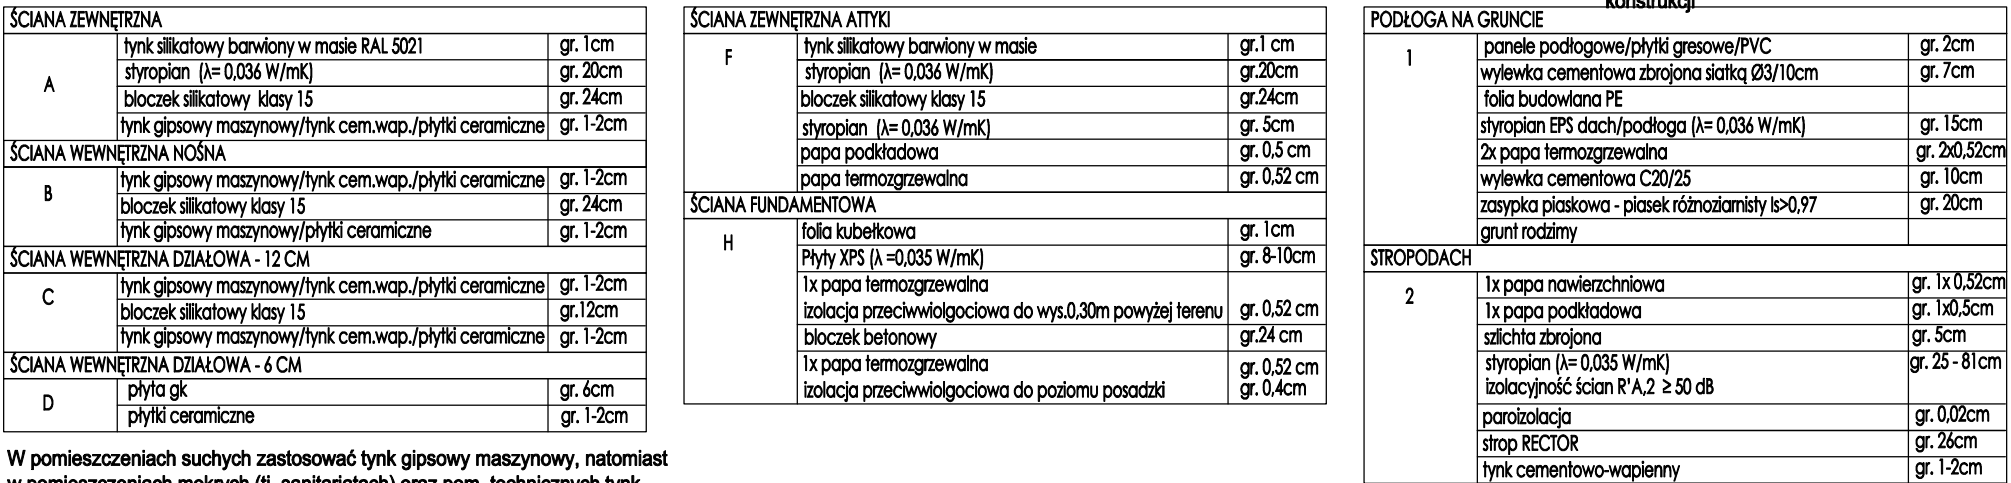 ŚCIANA ZEWNĘTRZNA
A
tynk silikatowy barwiony w masie RAL 5021 gr. 1cm
styropian (λ= 0,036 W/mK) gr. 20cm
bloczek silikatowy klasy 15 gr. 24cm
tynk gipsowy maszynowy/tynk cem.wap./płytki ceramiczne gr. 1-2cm
ŚCIANA WEWNĘTRZNA NOŚNA
B
tynk gipsowy maszynowy/tynk cem.wap./płytki ceramiczne gr. 1-2cm
bloczek silikatowy klasy 15 gr. 24cm
tynk gipsowy maszynowy/płytki ceramiczne gr. 1-2cm
ŚCIANA WEWNĘTRZNA DZIAŁOWA - 12 CM
C
tynk gipsowy maszynowy/tynk cem.wap./płytki ceramiczne gr. 1-2cm
bloczek silikatowy klasy 15 gr.12cm
tynk gipsowy maszynowy/tynk cem.wap./płytki ceramiczne gr. 1-2cm
ŚCIANA WEWNĘTRZNA DZIAŁOWA - 6 CM
D
płyta gk gr. 6cm
płytki ceramiczne gr. 1-2cm
W pomieszczeniach suchych zastosować tynk gipsowy maszynowy, natomiast
w pomieszczeniach mokrych (tj. sanitariatach) oraz pom. technicznych tynk
ŚCIANA ZEWNĘTRZNA ATTYKI
F
tynk silikatowy barwiony w masie gr.1 cm
styropian (λ= 0,036 W/mK) gr.20cm
bloczek silikatowy klasy 15 gr.24cm
styropian (λ= 0,036 W/mK) gr. 5cm
papa podkładowa gr. 0,5 cm
papa termozgrzewalna gr. 0,52 cm
ŚCIANA FUNDAMENTOWA
H
folia kubełkowa gr. 1cm
Płyty XPS (λ =0,035 W/mK) gr. 8-10cm
1x papa termozgrzewalna
izolacja przeciwwiolgociowa do wys.0,30m powyżej terenu gr. 0,52 cm
bloczek betonowy gr.24 cm
1x papa termozgrzewalna gr. 0,52 cm
izolacja przeciwwiolgociowa do poziomu posadzki gr. 0,4cm
konstrukcji
PODŁOGA NA GRUNCIE
1
panele podłogowe/płytki gresowe/PVC gr. 2cm
wylewka cementowa zbrojona siatką Ø3/10cm gr. 7cm
folia budowlana PE
styropian EPS dach/podłoga (λ= 0,036 W/mK) gr. 15cm
2x papa termozgrzewalna gr. 2x0,52cm
wylewka cementowa C20/25 gr. 10cm
zasypka piaskowa - piasek różnoziarnisty Is>0,97 gr. 20cm
grunt rodzimy
STROPODACH
2
1x papa nawierzchniowa gr. 1x 0,52cm
1x papa podkładowa gr. 1x0,5cm
szlichta zbrojona gr. 5cm
styropian (λ= 0,035 W/mK) gr. 25 - 81cm
izolacyjność ścian R'A,2 ≥ 50 dB
paroizolacja gr. 0,02cm
strop RECTOR gr. 26cm
tynk cementowo-wapienny gr. 1-2cm